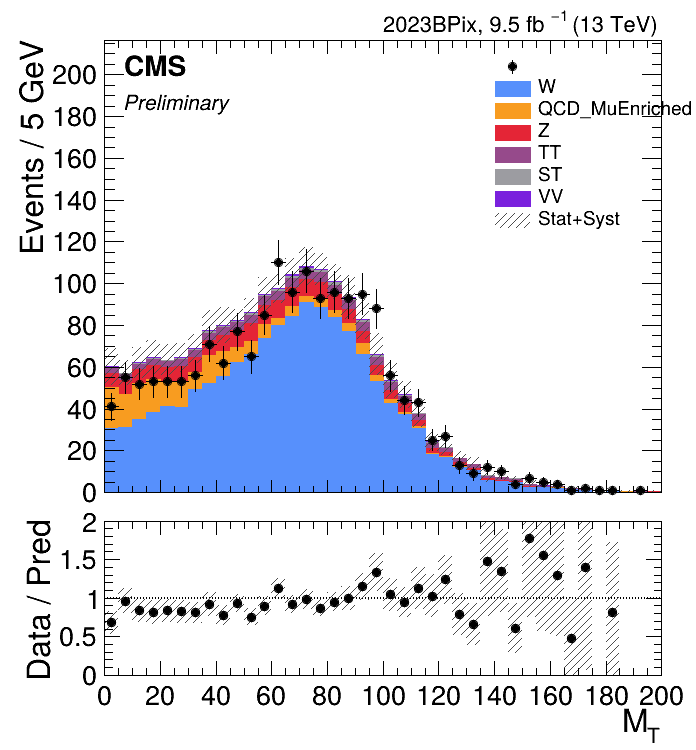 2023BPix, 9.5 fb⁻¹ (13 TeV)
CMS
Preliminary
W
QCD_MuEnriched
Z
TT
ST
VV
Stat+Syst
Events / 5 GeV
200
180
160
140
120
100
80
60
40
20
0
Data / Pred
2
1.5
1
0.5
0
0 20 40 60 80 100 120 140 160 180 200
M_T